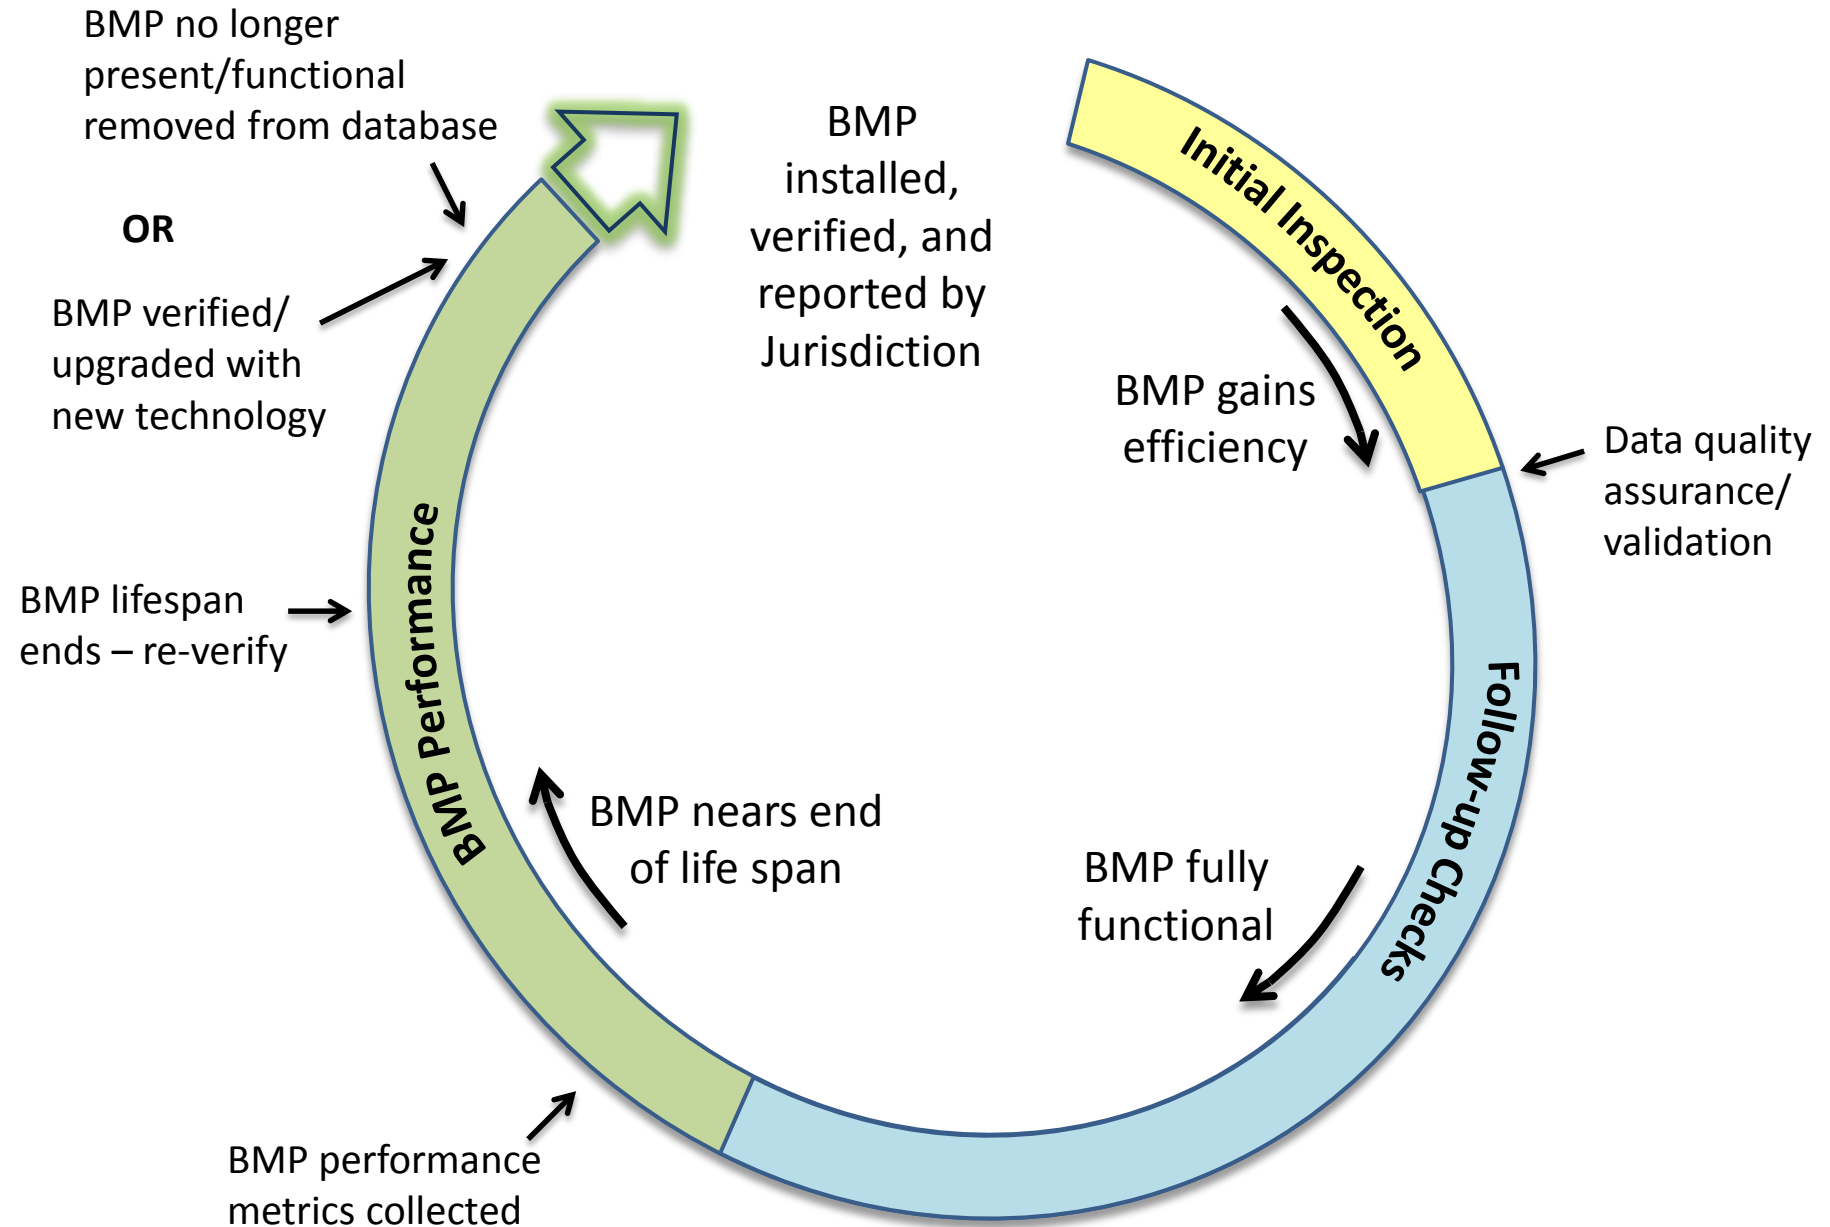 BMP no longer
present/functional
removed from database
OR
BMP verified/
upgraded with
new technology
BMP lifespan
ends – re-verify
BMP performance
metrics collected
BMP Performance
BMP nears end
of life span
BMP
installed,
verified, and
reported by
Jurisdiction
Initial Inspection
BMP gains
efficiency
Data quality
assurance/
validation
Follow-up Checks
BMP fully
functional